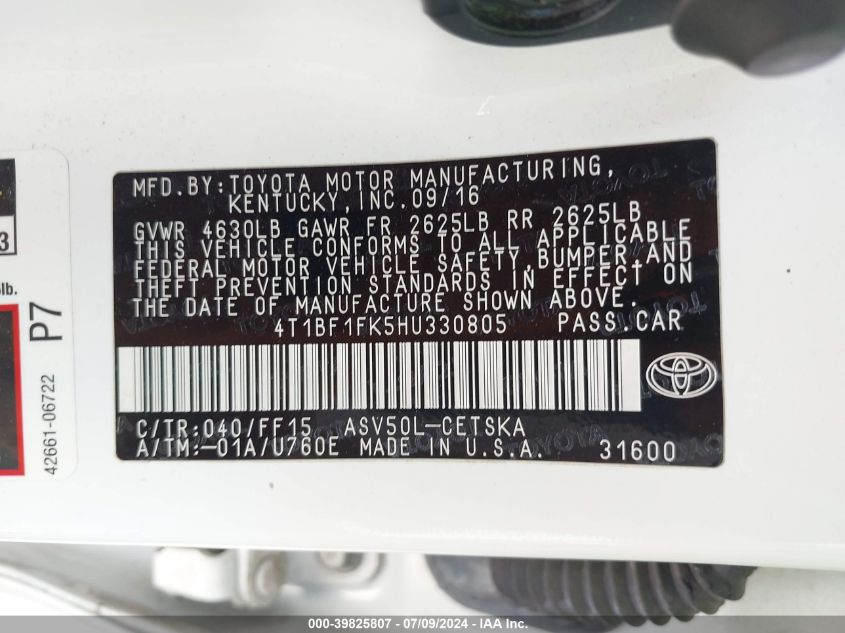 MFD.BY:TOYOTA MOTOR MANUFACTURING,
KENTUCKY,INC.09/16
GVWR 4630LB GAWR FR 2625LB RR 2625LB
THIS VEHICLE CONFORMS TO ALL APPLICABLE
FEDERAL MOTOR VEHICLE SAFETY,BUMPER,AND
THEFT PREVENTION STANDARDS IN EFFECT ON
THE DATE OF MANUFACTURE SHOWN ABOVE.
4T1BF1FK5HU330805 PASS.CAR
C/TR:040/FF15 ASV50L-CETSKA
A/TM:-01A/U760E MADE IN U.S.A. 31600
3
lb.
P7
42661-06722
000-39825807 / 07/09/2024 - IAA Inc.